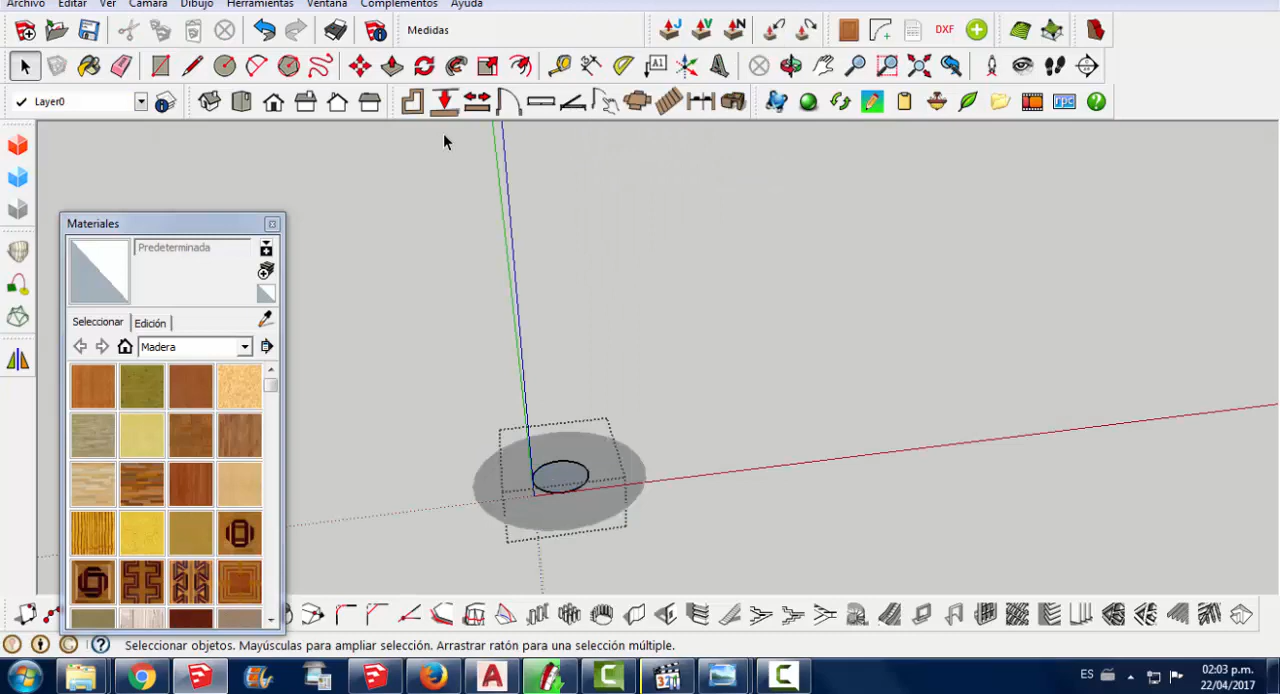 Archivo Editar Ver Cámara Dibujo Herramientas Ventana Complementos Ayuda
Medidas
J V N DXF
A1
Layer0
rpc
Materiales
Predeterminada
Seleccionar Edición
Madera
Seleccionar objetos. Mayúsculas para ampliar selección. Arrastrar ratón para una selección múltiple.
ES 02:03 p.m.
22/04/2017